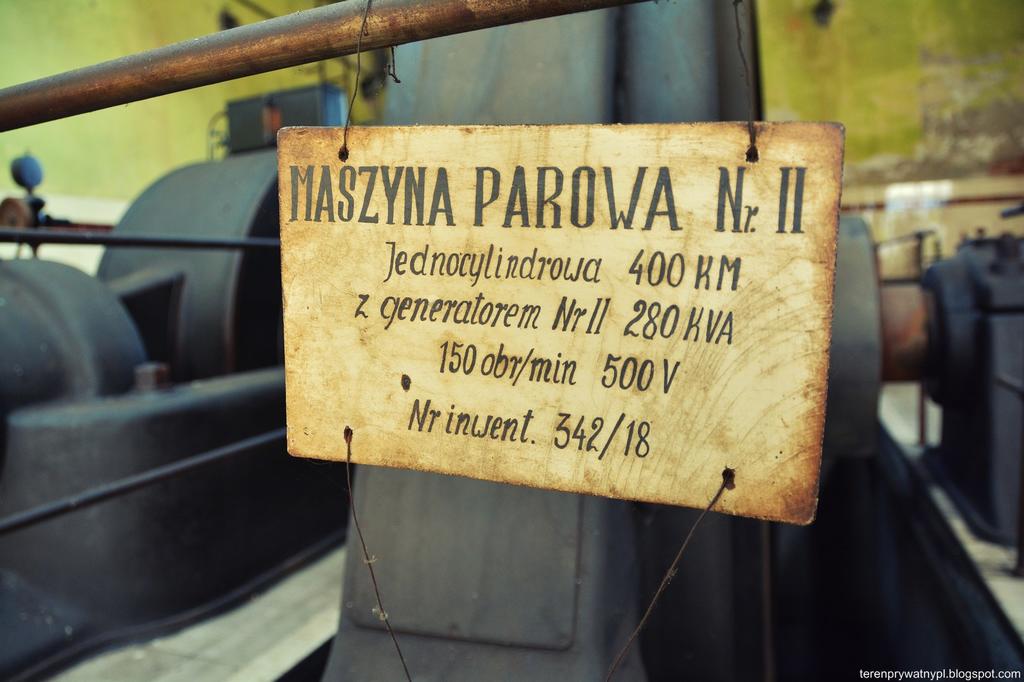 MASZYNA PAROWA Nr. II
Jednocylindrowa 400 KM
z generatorem Nr II 280 KVA
150 obr/min 500 V
Nr inwent. 342/18
terenprywatnypl.blogspot.com